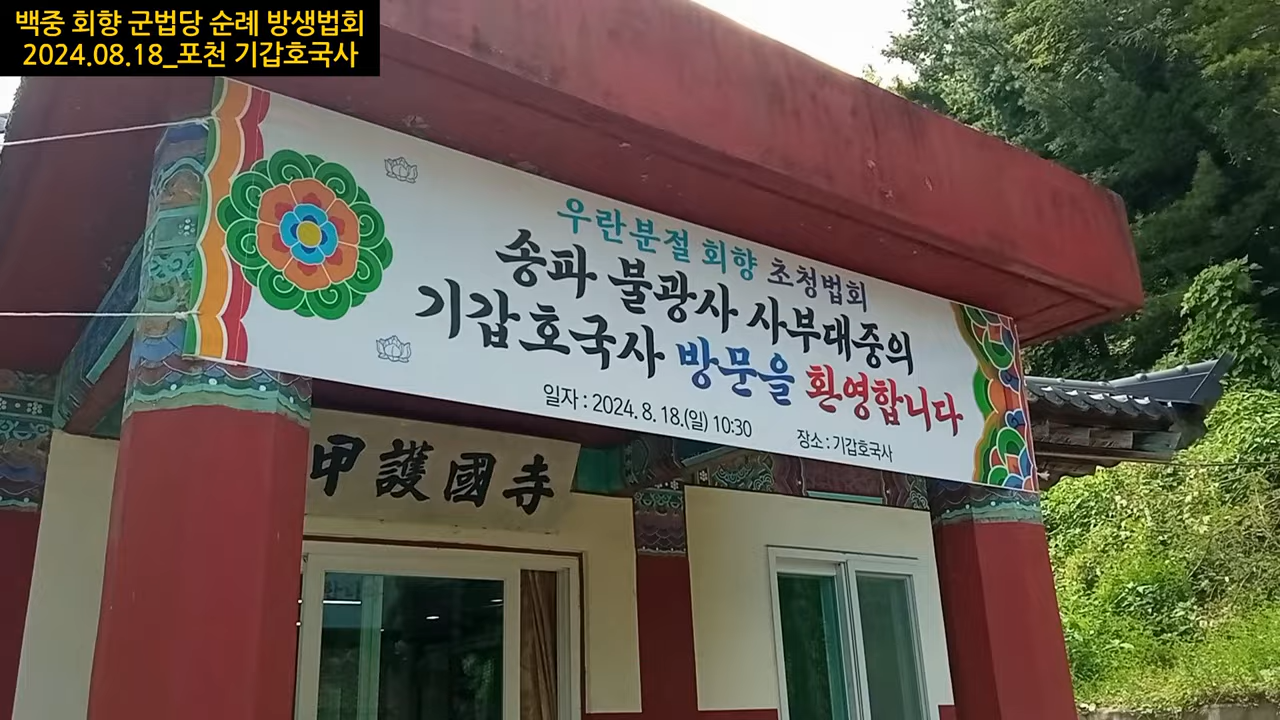 백중 회향 군법당 순례 방생법회
2024.08.18_포천 기갑호국사
우란분절 회향 초청법회
송파 불광사 사부대중의
기갑호국사 방문을 환영합니다
일자 : 2024. 8. 18.(일) 10:30
장소 : 기갑호국사
甲護國寺